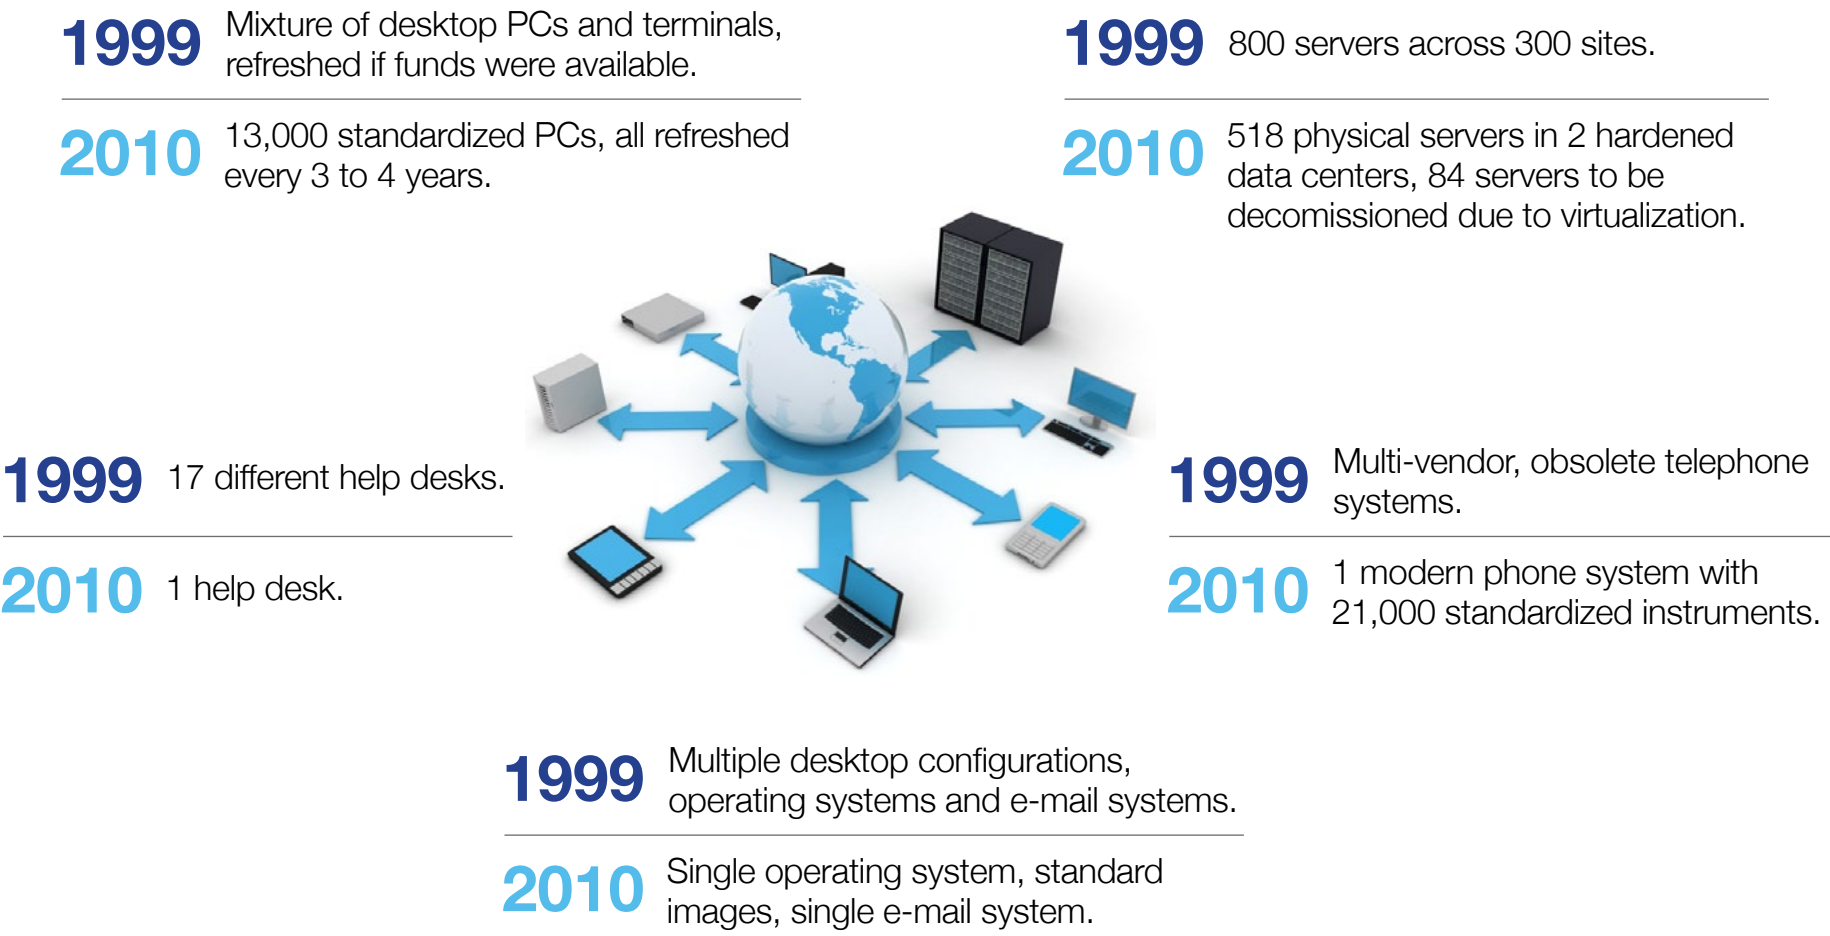 1999
Mixture of desktop PCs and terminals,
refreshed if funds were available.
2010
13,000 standardized PCs, all refreshed
every 3 to 4 years.
1999
800 servers across 300 sites.
2010
518 physical servers in 2 hardened
data centers, 84 servers to be
decomissioned due to virtualization.
1999
17 different help desks.
2010
1 help desk.
1999
Multi-vendor, obsolete telephone
systems.
2010
1 modern phone system with
21,000 standardized instruments.
1999
Multiple desktop configurations,
operating systems and e-mail systems.
2010
Single operating system, standard
images, single e-mail system.